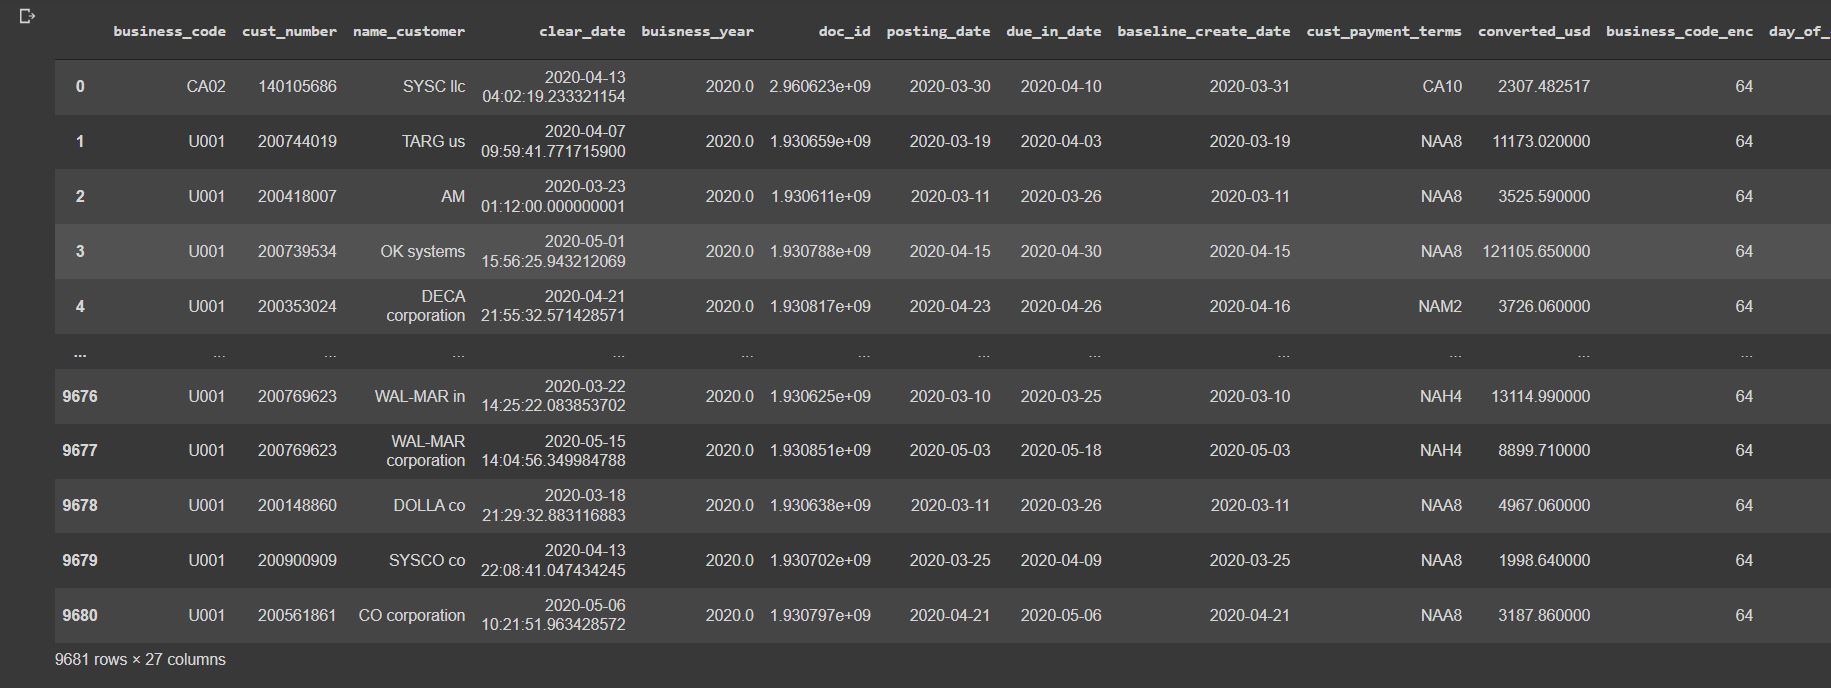 business_code cust_number name_customer clear_date buisness_year doc_id posting_date due_in_date baseline_create_date cust_payment_terms converted_usd business_code_enc day_of_
0 CA02 140105686 SYSC llc 2020-04-13 04:02:19.233321154 2020.0 2.960623e+09 2020-03-30 2020-04-10 2020-03-31 CA10 2307.482517 64
1 U001 200744019 TARG us 2020-04-07 09:59:41.771715900 2020.0 1.930659e+09 2020-03-19 2020-04-03 2020-03-19 NAA8 11173.020000 64
2 U001 200418007 AM 2020-03-23 01:12:00.000000001 2020.0 1.930611e+09 2020-03-11 2020-03-26 2020-03-11 NAA8 3525.590000 64
3 U001 200739534 OK systems 2020-05-01 15:56:25.943212069 2020.0 1.930788e+09 2020-04-15 2020-04-30 2020-04-15 NAA8 121105.650000 64
4 U001 200353024 DECA corporation 2020-04-21 21:55:32.571428571 2020.0 1.930817e+09 2020-04-23 2020-04-26 2020-04-16 NAM2 3726.060000 64
... ... ... ... ... ... ... ... ... ... ... ... ...
9676 U001 200769623 WAL-MAR in 2020-03-22 14:25:22.083853702 2020.0 1.930625e+09 2020-03-10 2020-03-25 2020-03-10 NAH4 13114.990000 64
9677 U001 200769623 WAL-MAR corporation 2020-05-15 14:04:56.349984788 2020.0 1.930851e+09 2020-05-03 2020-05-18 2020-05-03 NAH4 8899.710000 64
9678 U001 200148860 DOLLA co 2020-03-18 21:29:32.883116883 2020.0 1.930638e+09 2020-03-11 2020-03-26 2020-03-11 NAA8 4967.060000 64
9679 U001 200900909 SYSCO co 2020-04-13 22:08:41.047434245 2020.0 1.930702e+09 2020-03-25 2020-04-09 2020-03-25 NAA8 1998.640000 64
9680 U001 200561861 CO corporation 2020-05-06 10:21:51.963428572 2020.0 1.930797e+09 2020-04-21 2020-05-06 2020-04-21 NAA8 3187.860000 64
9681 rows × 27 columns